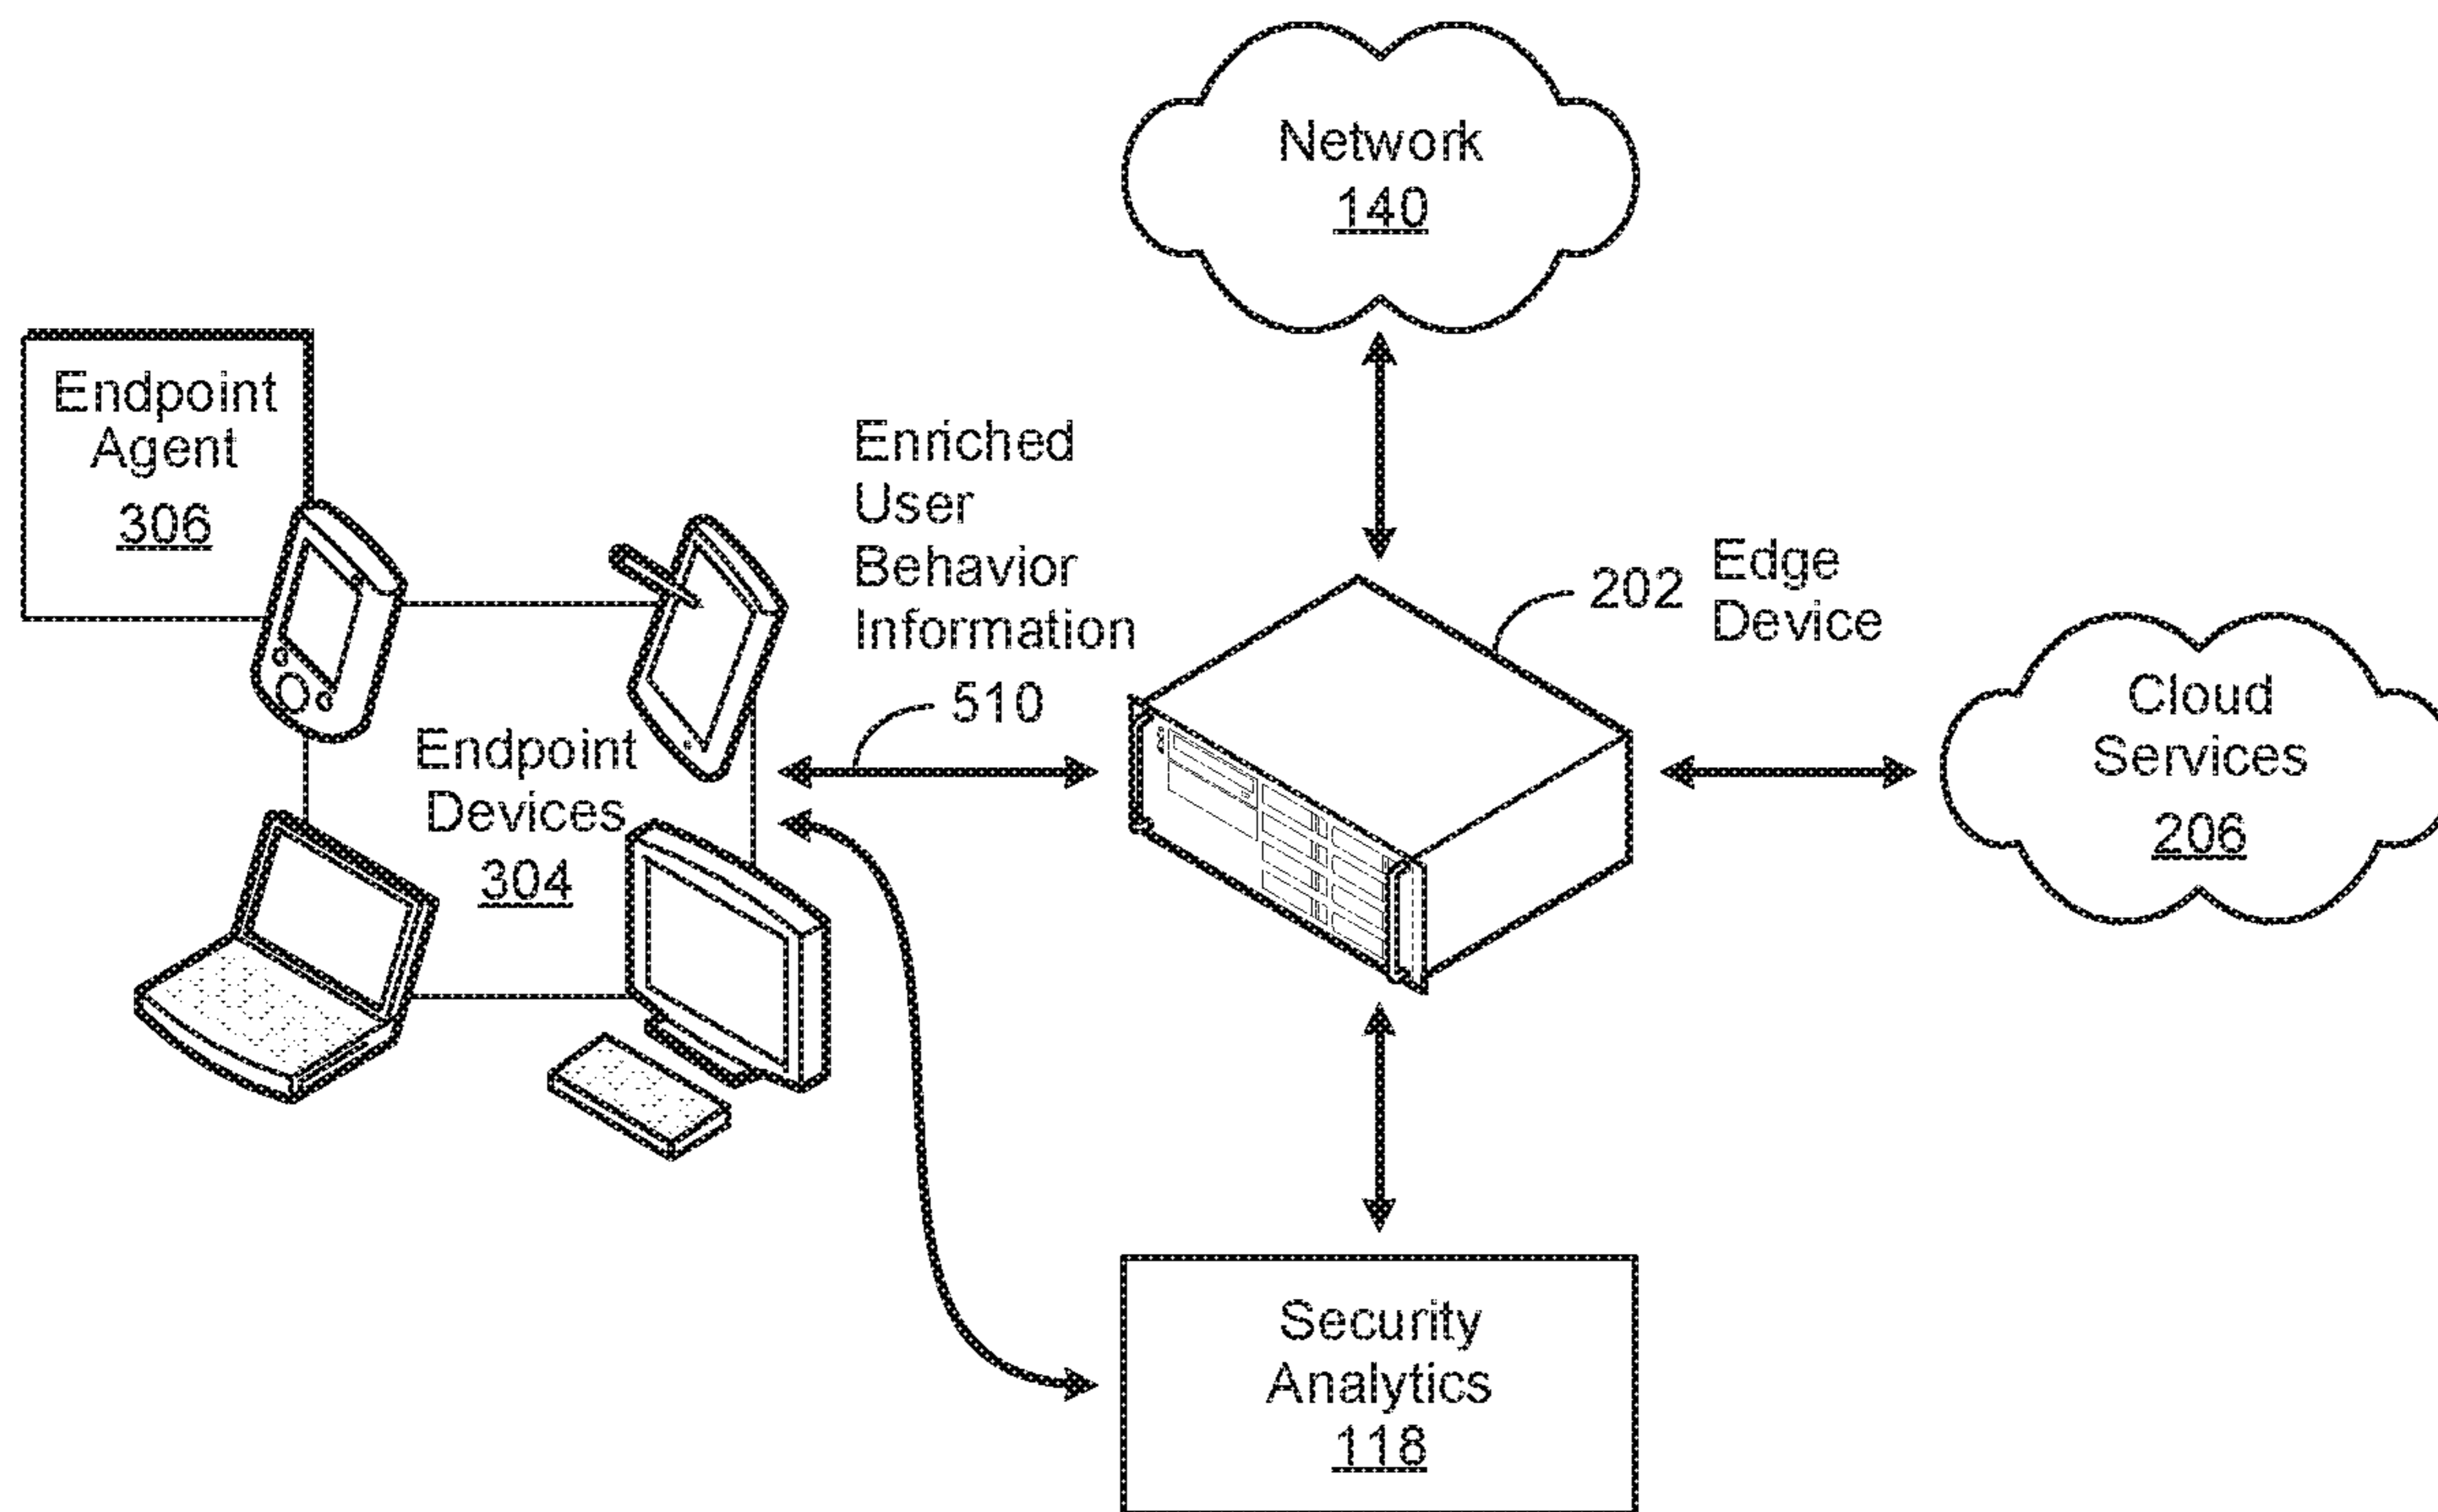 Network
140
Endpoint
Agent
306
Enriched
User
Behavior
Information
510
202
Edge
Device
Endpoint
Devices
304
Cloud
Services
206
Security
Analytics
118